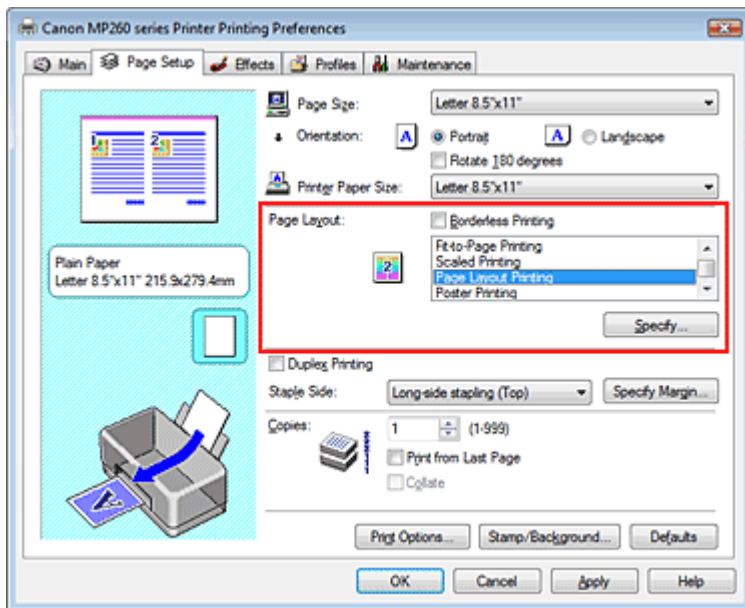 Canon MP260 series Printer Printing Preferences
Main Page Setup Effects Profiles Maintenance
1 2
Plain Paper
Letter 8.5"x11" 215.9x279.4mm
Page Size: Letter 8.5"x11"
Orientation: A Portrait A Landscape
Rotate 180 degrees
Printer Paper Size: Letter 8.5"x11"
Page Layout: Borderless Printing
2
Fit-to-Page Printing
Scaled Printing
Page Layout Printing
Poster Printing
Specify...
Duplex Printing
Staple Side: Long-side stapling (Top) Specify Margin...
Copies: 1 (1-999)
Print from Last Page
Collate
A
Print Options... Stamp/Background... Defaults
OK Cancel Apply Help